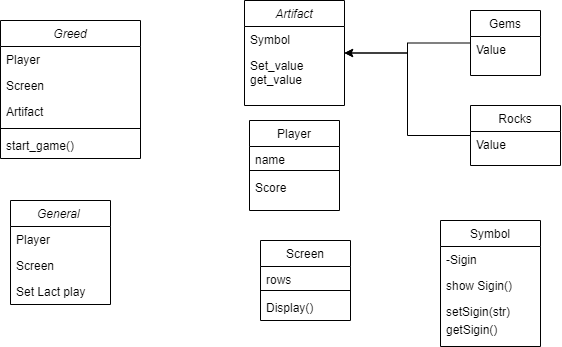 Greed
Player
Screen
Artifact
start_game()
Artifact
Symbol
Set_value
get_value
Gems
Value
Rocks
Value
Player
name
Score
General
Player
Screen
Set Lact play
Screen
rows
Display()
Symbol
-Sigin
show Sigin()
setSigin(str)
getSigin()